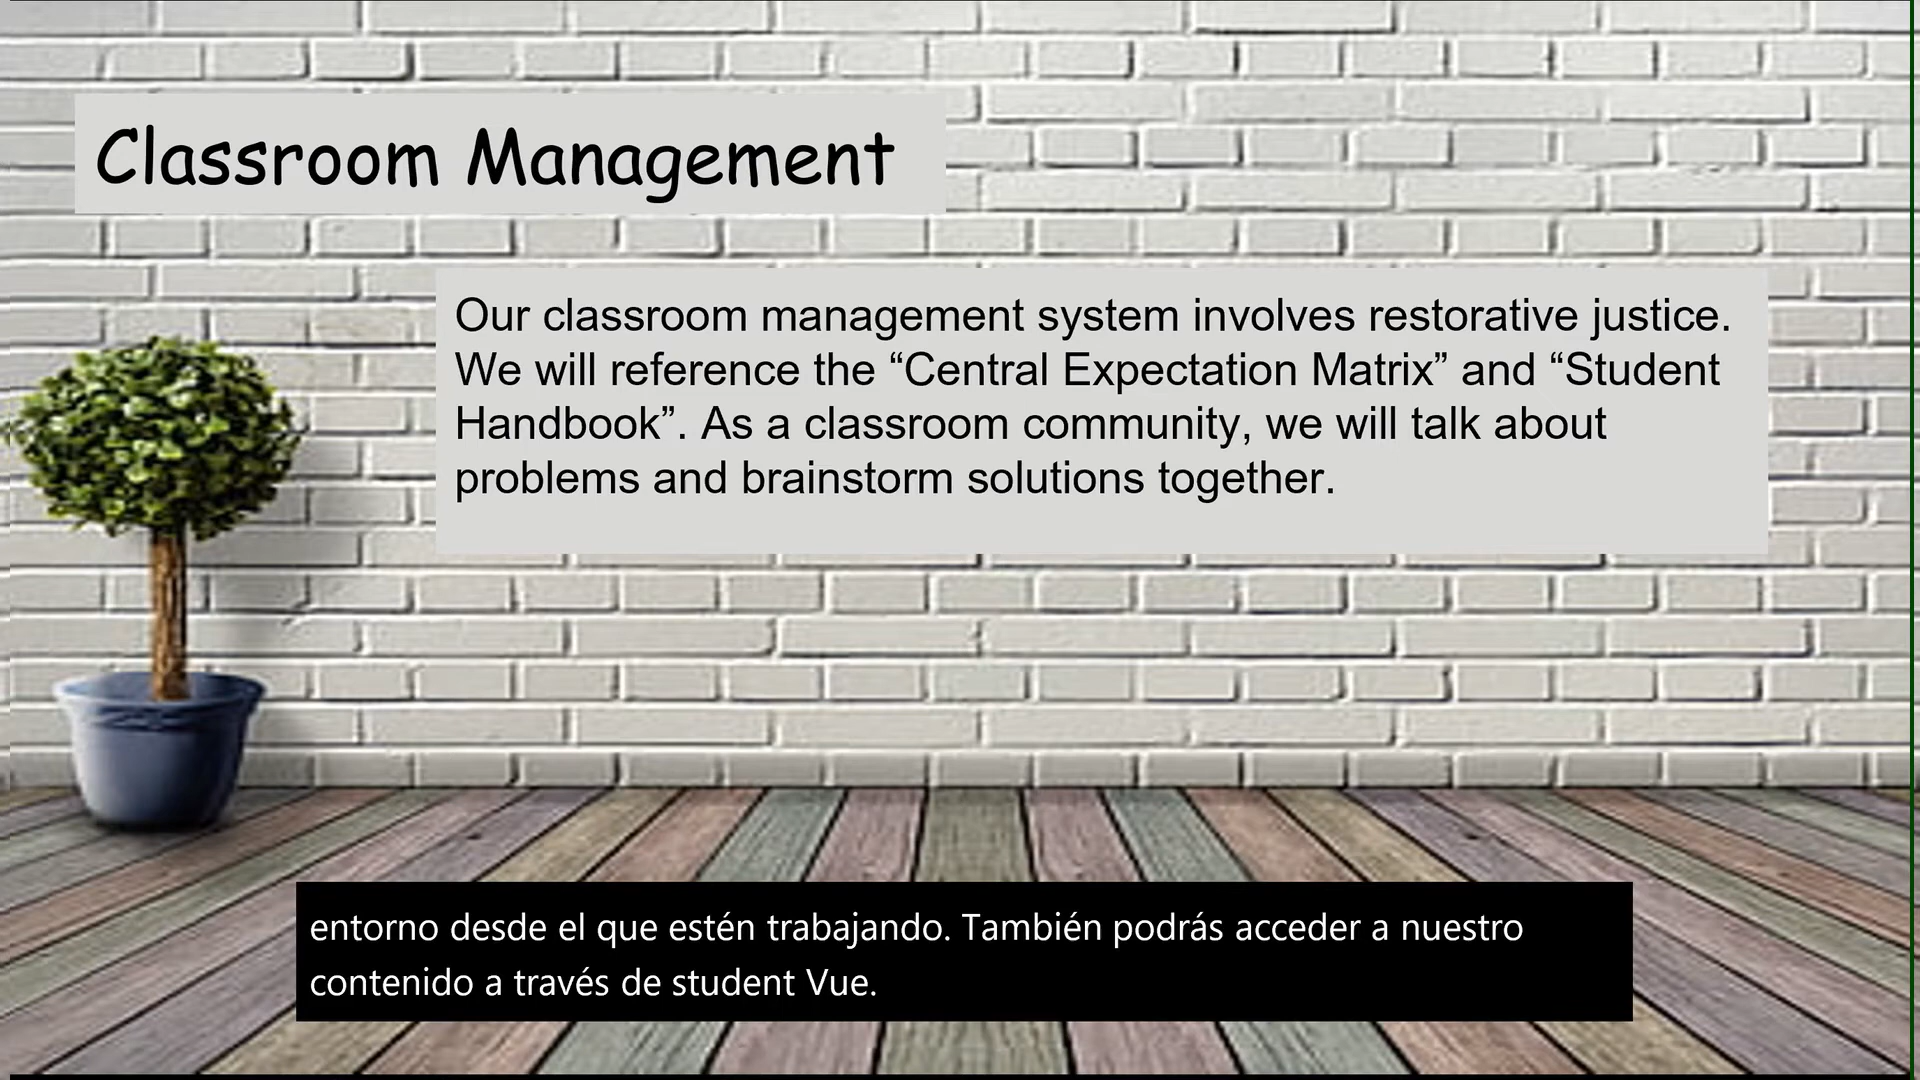 Classroom Management
Our classroom management system involves restorative justice.
We will reference the “Central Expectation Matrix” and “Student
Handbook”. As a classroom community, we will talk about
problems and brainstorm solutions together.
entorno desde el que estén trabajando. También podrás acceder a nuestro
contenido a través de student Vue.